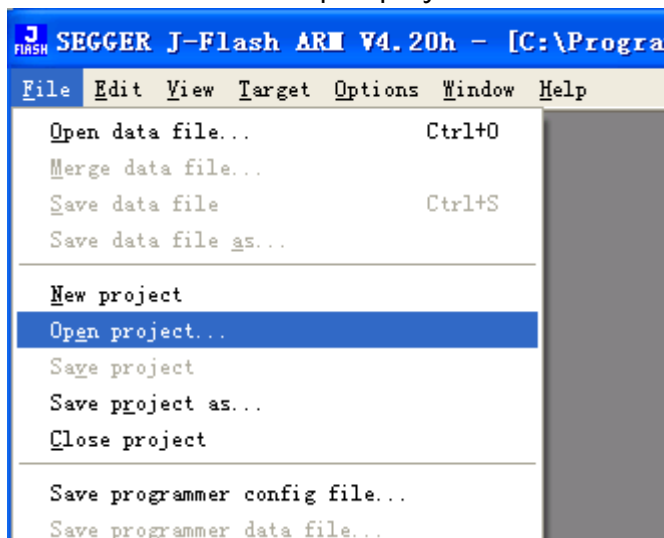 J FLASH SEGGER J-Flash ARM V4.20h - [C:\Progra
File Edit View Target Options Window Help
Open data file... Ctrl+O
Merge data file...
Save data file Ctrl+S
Save data file as...
New project
Open project...
Save project
Save project as...
Close project
Save programmer config file...
Save programmer data file...